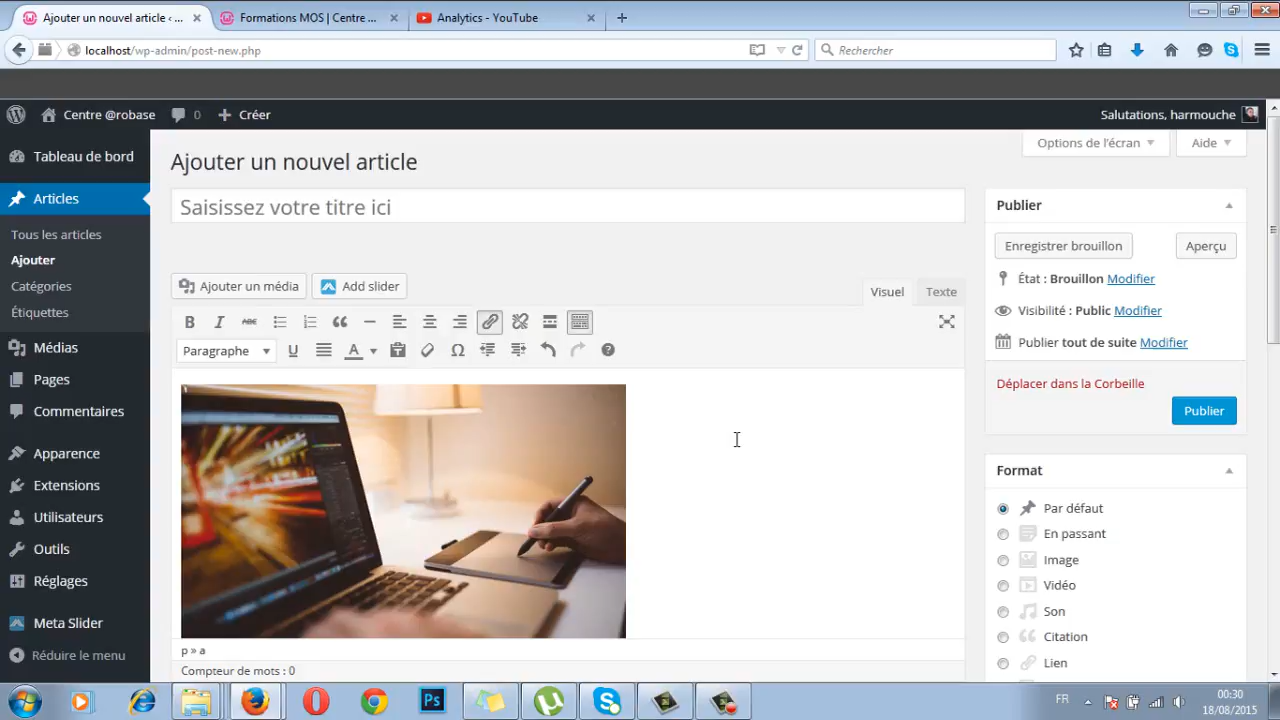 Ajouter un nouvel article ‹ ...
Formations MOS | Centre ...
Analytics - YouTube
localhost/wp-admin/post-new.php
Rechercher
Centre @robase
0
Créer
Salutations, harmouche
Tableau de bord
Articles
Tous les articles
Ajouter
Catégories
Étiquettes
Médias
Pages
Commentaires
Apparence
Extensions
Utilisateurs
Outils
Réglages
Meta Slider
Réduire le menu
Options de l'écran
Aide
Ajouter un nouvel article
Saisissez votre titre ici
Ajouter un média
Add slider
Visuel
Texte
B I ABC
Paragraphe
U A
p » a
Compteur de mots : 0
Publier
Enregistrer brouillon
Aperçu
État : Brouillon Modifier
Visibilité : Public Modifier
Publier tout de suite Modifier
Déplacer dans la Corbeille
Publier
Format
Par défaut
En passant
Image
Vidéo
Son
Citation
Lien
Ps
FR
00:30
18/08/2015